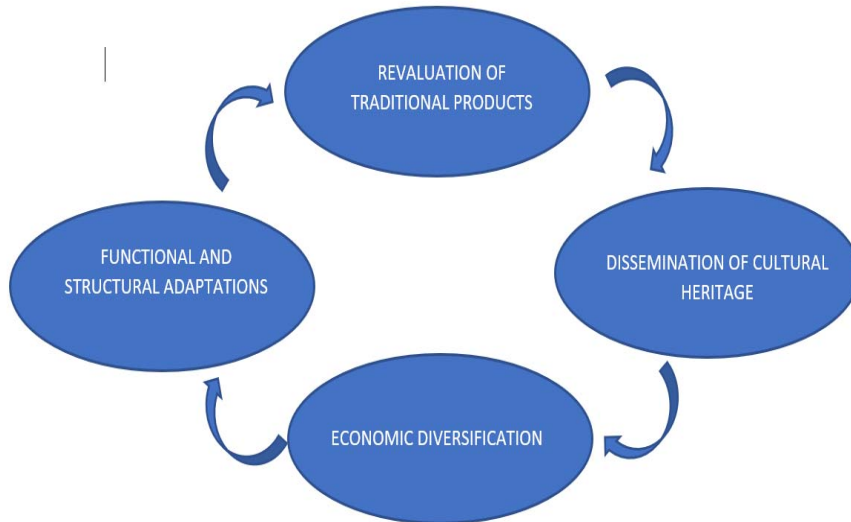 REVALUATION OF
TRADITIONAL PRODUCTS
DISSEMINATION OF CULTURAL
HERITAGE
ECONOMIC DIVERSIFICATION
FUNCTIONAL AND
STRUCTURAL ADAPTATIONS